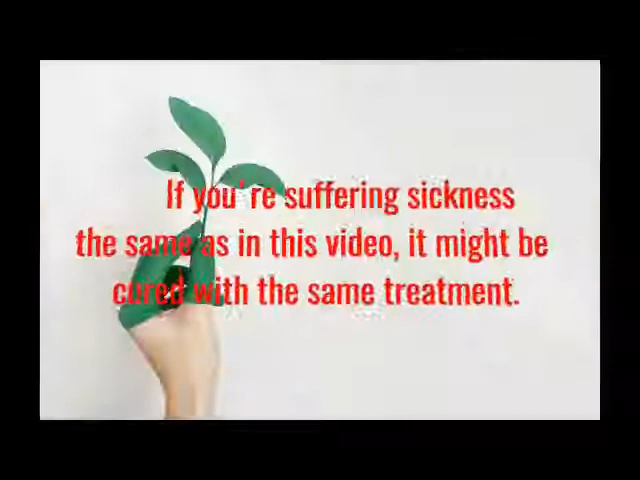 If you're suffering sickness
the same as in this video, it might be
cured with the same treatment.